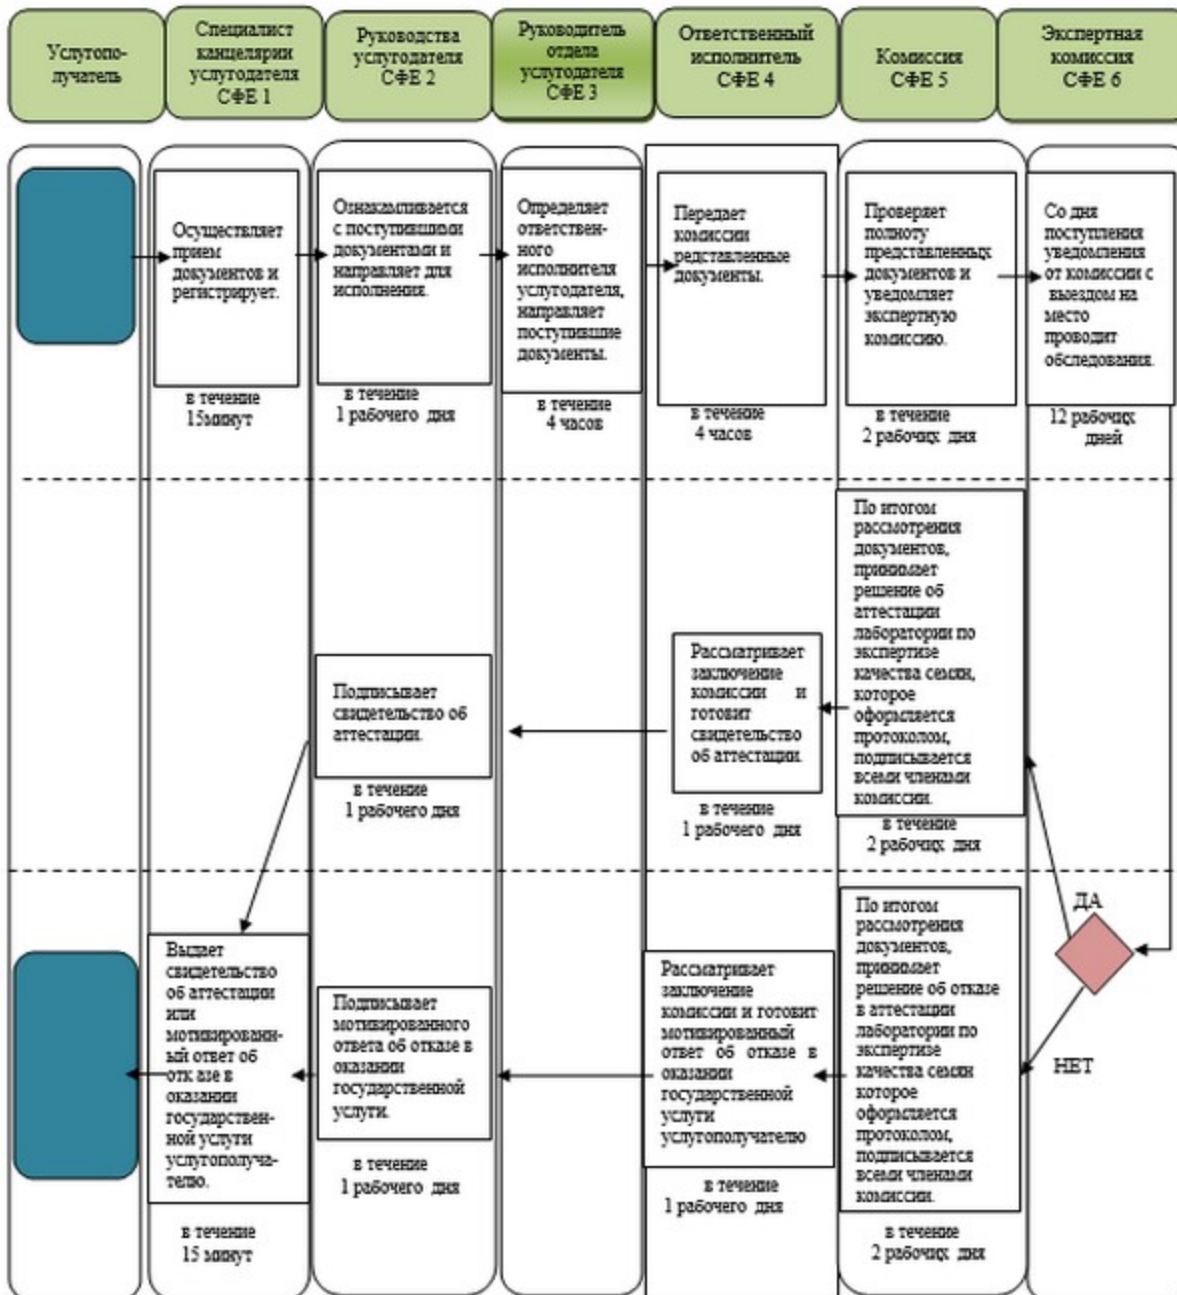 Услугопо-
лучатель
Специалист
канцелярии
услугодателя
СФЕ 1
Руководства
услугодателя
СФЕ 2
Руководитель
отдела
услугодателя
СФЕ 3
Ответственный
исполнитель
СФЕ 4
Комиссия
СФЕ 5
Экспертная
комиссия
СФЕ 6
Осуществляет
прием
документов и
регистрирует.
в течение
15минут
Ознакамливается
с поступившими
документами и
направляет для
исполнения.
в течение
1 рабочего дня
Определяет
ответствен-
ного
исполнителя
услугодателя,
направляет
поступившие
документы.
в течение
4 часов
Передает
комиссии
редставленные
документы.
в течение
4 часов
Проверяет
полноту
представленных
документов и
уведомляет
экспертную
комиссию.
в течение
2 рабочих дня
Со дня
поступления
уведомления
от комиссии с
выездом на
место
проводит
обследования.
12 рабочих
дней
По итогом
рассмотрения
документов,
принимает
решение об
аттестации
лаборатории по
экспертизе
качества семян,
которое
оформляется
протоколом,
подписывается
всеми членами
комиссии.
в течение
2 рабочих дня
Рассматривает
заключение
комиссии и
готовит
свидетельство
об аттестации.
в течение
1 рабочего дня
Подписывает
свидетельство об
аттестации.
в течение
1 рабочего дня
ДА
НЕТ
По итогом
рассмотрения
документов,
принимает
решение об отказе
в аттестации
лаборатории по
экспертизе
качества семян
которое
оформляется
протоколом,
подписывается
всеми членами
комиссии.
в течение
2 рабочих дня
Рассматривает
заключение
комиссии и готовит
мотивированный
ответ об отказе в
оказании
государственной
услуги
услугополучателю
в течение
1 рабочего дня
Подписывает
мотивированного
ответа об отказе в
оказании
государственной
услуги.
в течение
1 рабочего дня
Выдает
свидетельство
об аттестации
или
мотивирован-
ный ответ об
отк азе в
оказании
государствен-
ной услуги
услугополуча-
телю.
в течение
15 минут